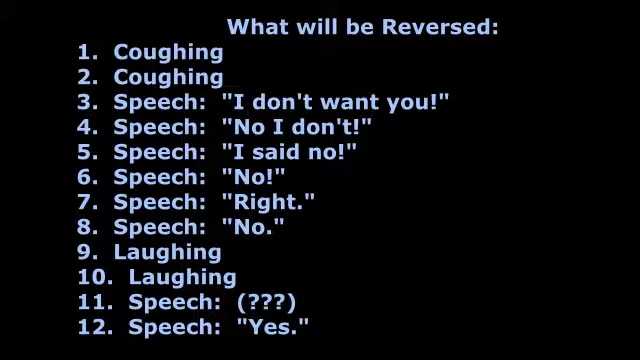 What will be Reversed:
1. Coughing
2. Coughing
3. Speech: "I don't want you!"
4. Speech: "No I don't!"
5. Speech: "I said no!"
6. Speech: "No!"
7. Speech: "Right."
8. Speech: "No."
9. Laughing
10. Laughing
11. Speech: (???)
12. Speech: "Yes."